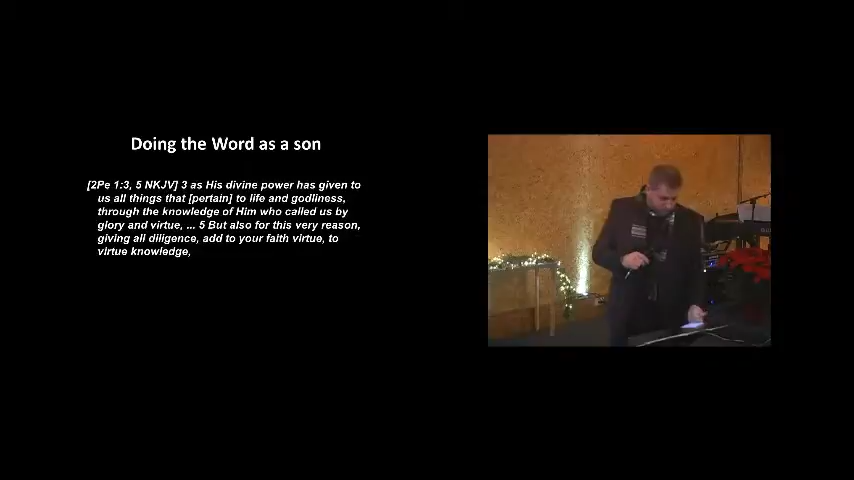 Doing the Word as a son
[2Pe 1:3, 5 NKJV] 3 as His divine power has given to
us all things that [pertain] to life and godliness,
through the knowledge of Him who called us by
glory and virtue, ... 5 But also for this very reason,
giving all diligence, add to your faith virtue, to
virtue knowledge,